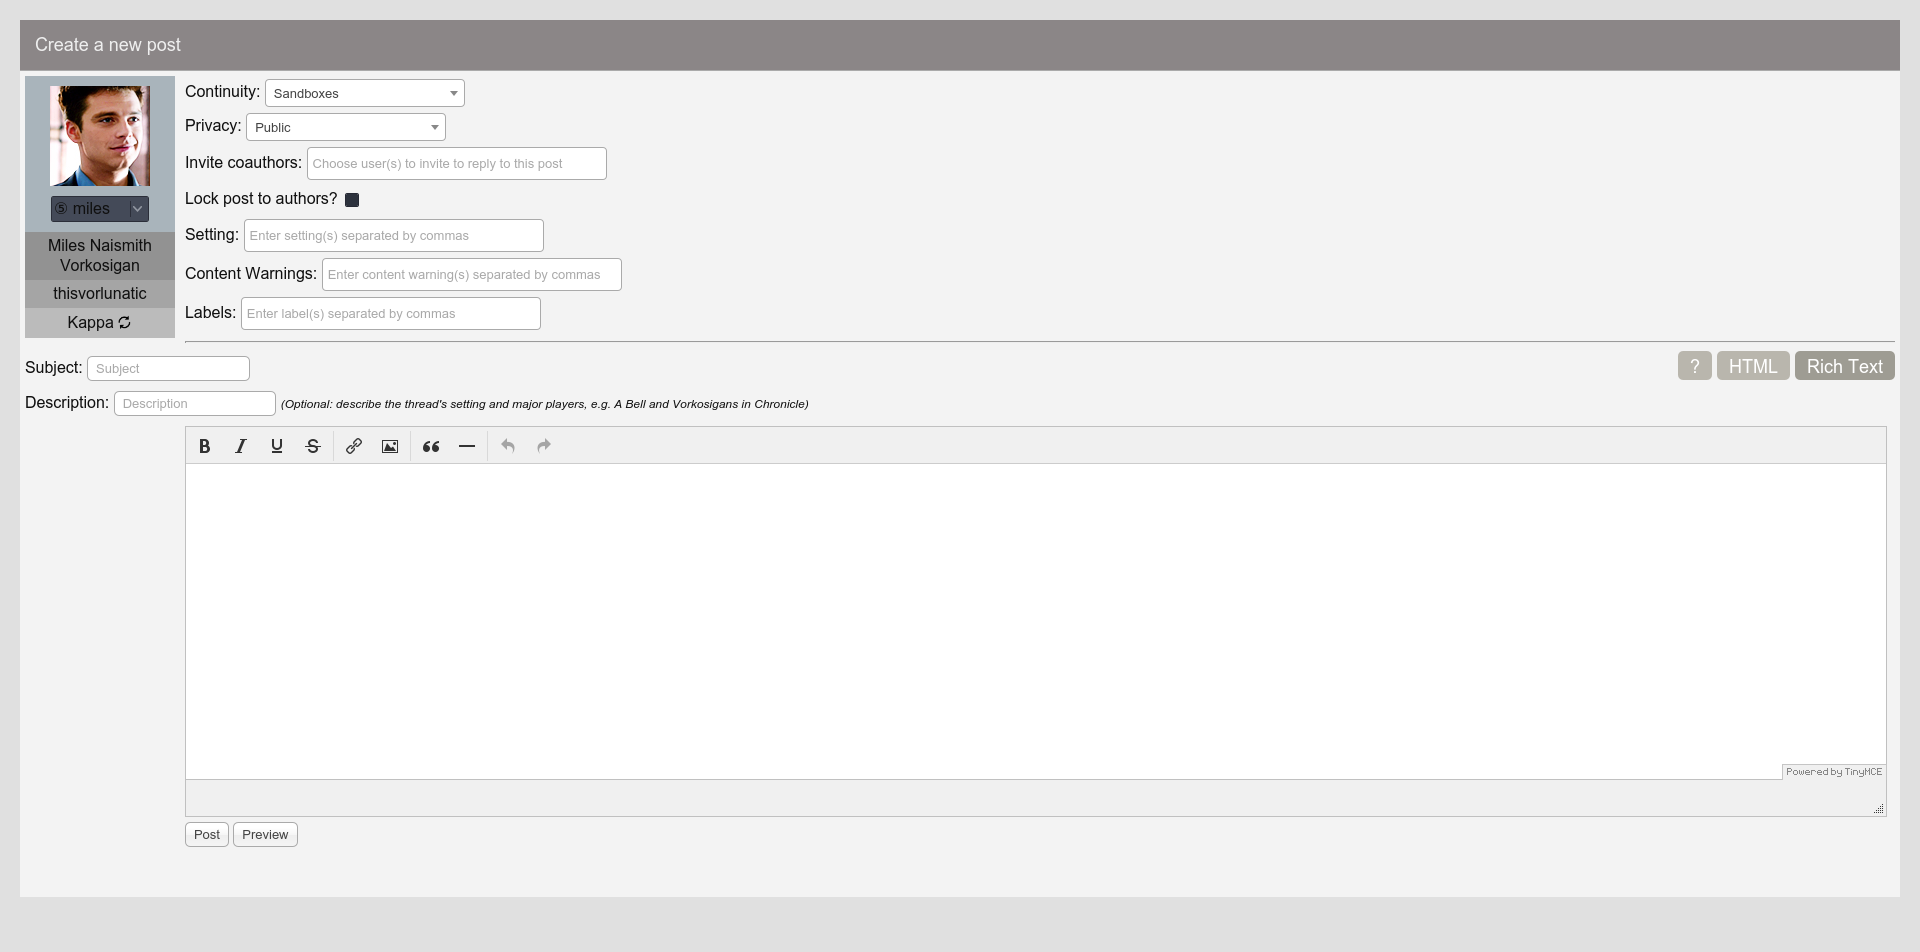 Create a new post
Continuity: Sandboxes
Privacy: Public
Invite coauthors: Choose user(s) to invite to reply to this post
Lock post to authors?
⑤ miles
Setting: Enter setting(s) separated by commas
Miles Naismith
Vorkosigan
Content Warnings: Enter content warning(s) separated by commas
thisvorlunatic
Labels: Enter label(s) separated by commas
Kappa
Subject: Subject
? HTML Rich Text
Description: Description (Optional: describe the thread's setting and major players, e.g. A Bell and Vorkosigans in Chronicle)
B I U S
Powered by TinyMCE
Post Preview